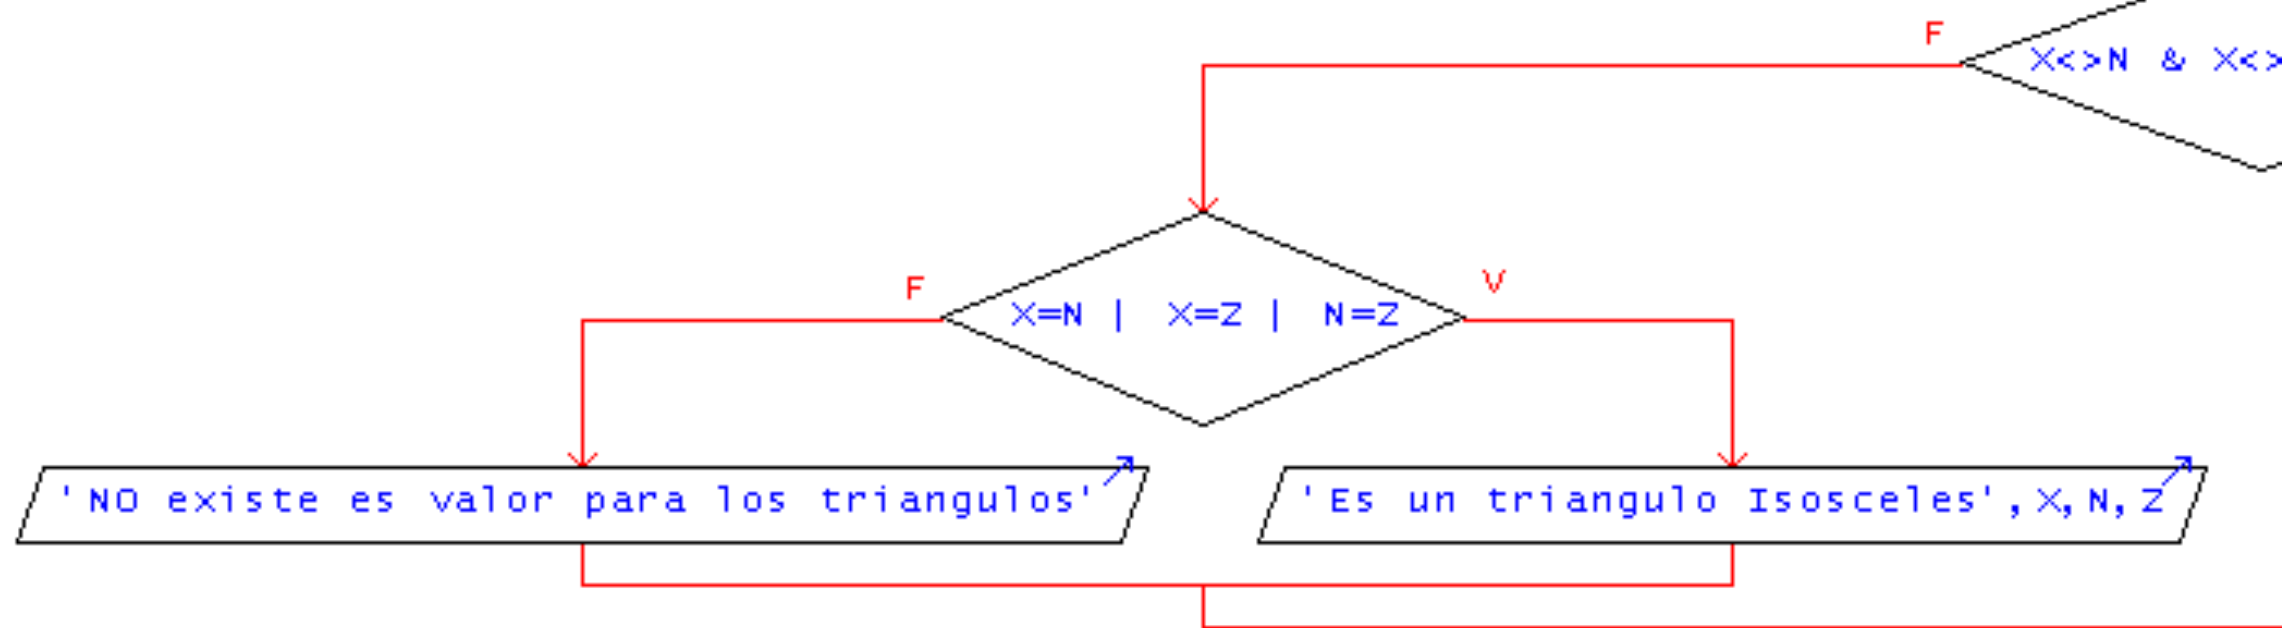 F
X<>N & X<>
F
X=N | X=Z | N=Z
V
'NO existe es valor para los triangulos'
'Es un triangulo Isosceles',X,N,Z